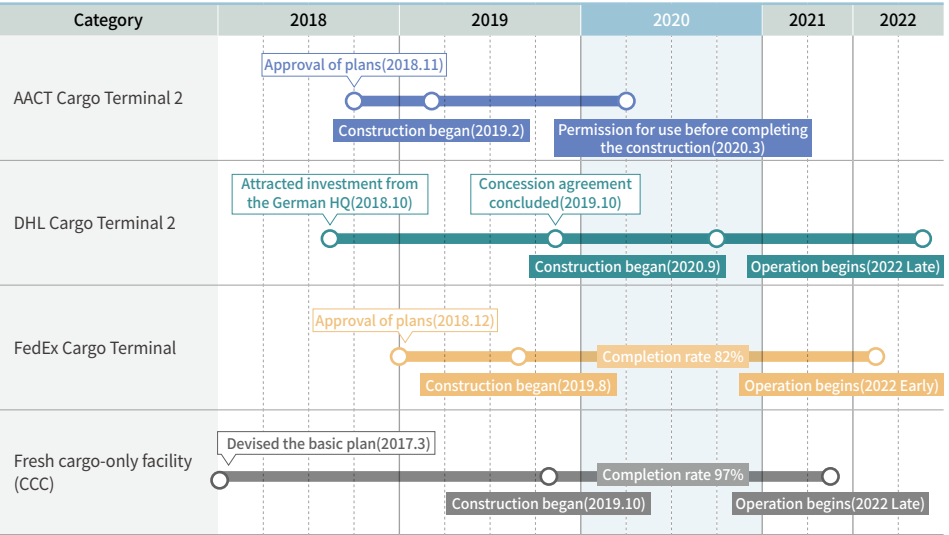 Category 2018 2019 2020 2021 2022
AACT Cargo Terminal 2
Approval of plans(2018.11)
Construction began(2019.2)
Permission for use before completing
the construction(2020.3)
DHL Cargo Terminal 2
Attracted investment from
the German HQ(2018.10)
Concession agreement
concluded(2019.10)
Construction began(2020.9)
Operation begins(2022 Late)
FedEx Cargo Terminal
Approval of plans(2018.12)
Completion rate 82%
Construction began(2019.8)
Operation begins(2022 Early)
Fresh cargo-only facility
(CCC)
Devised the basic plan(2017.3)
Completion rate 97%
Construction began(2019.10)
Operation begins(2022 Late)